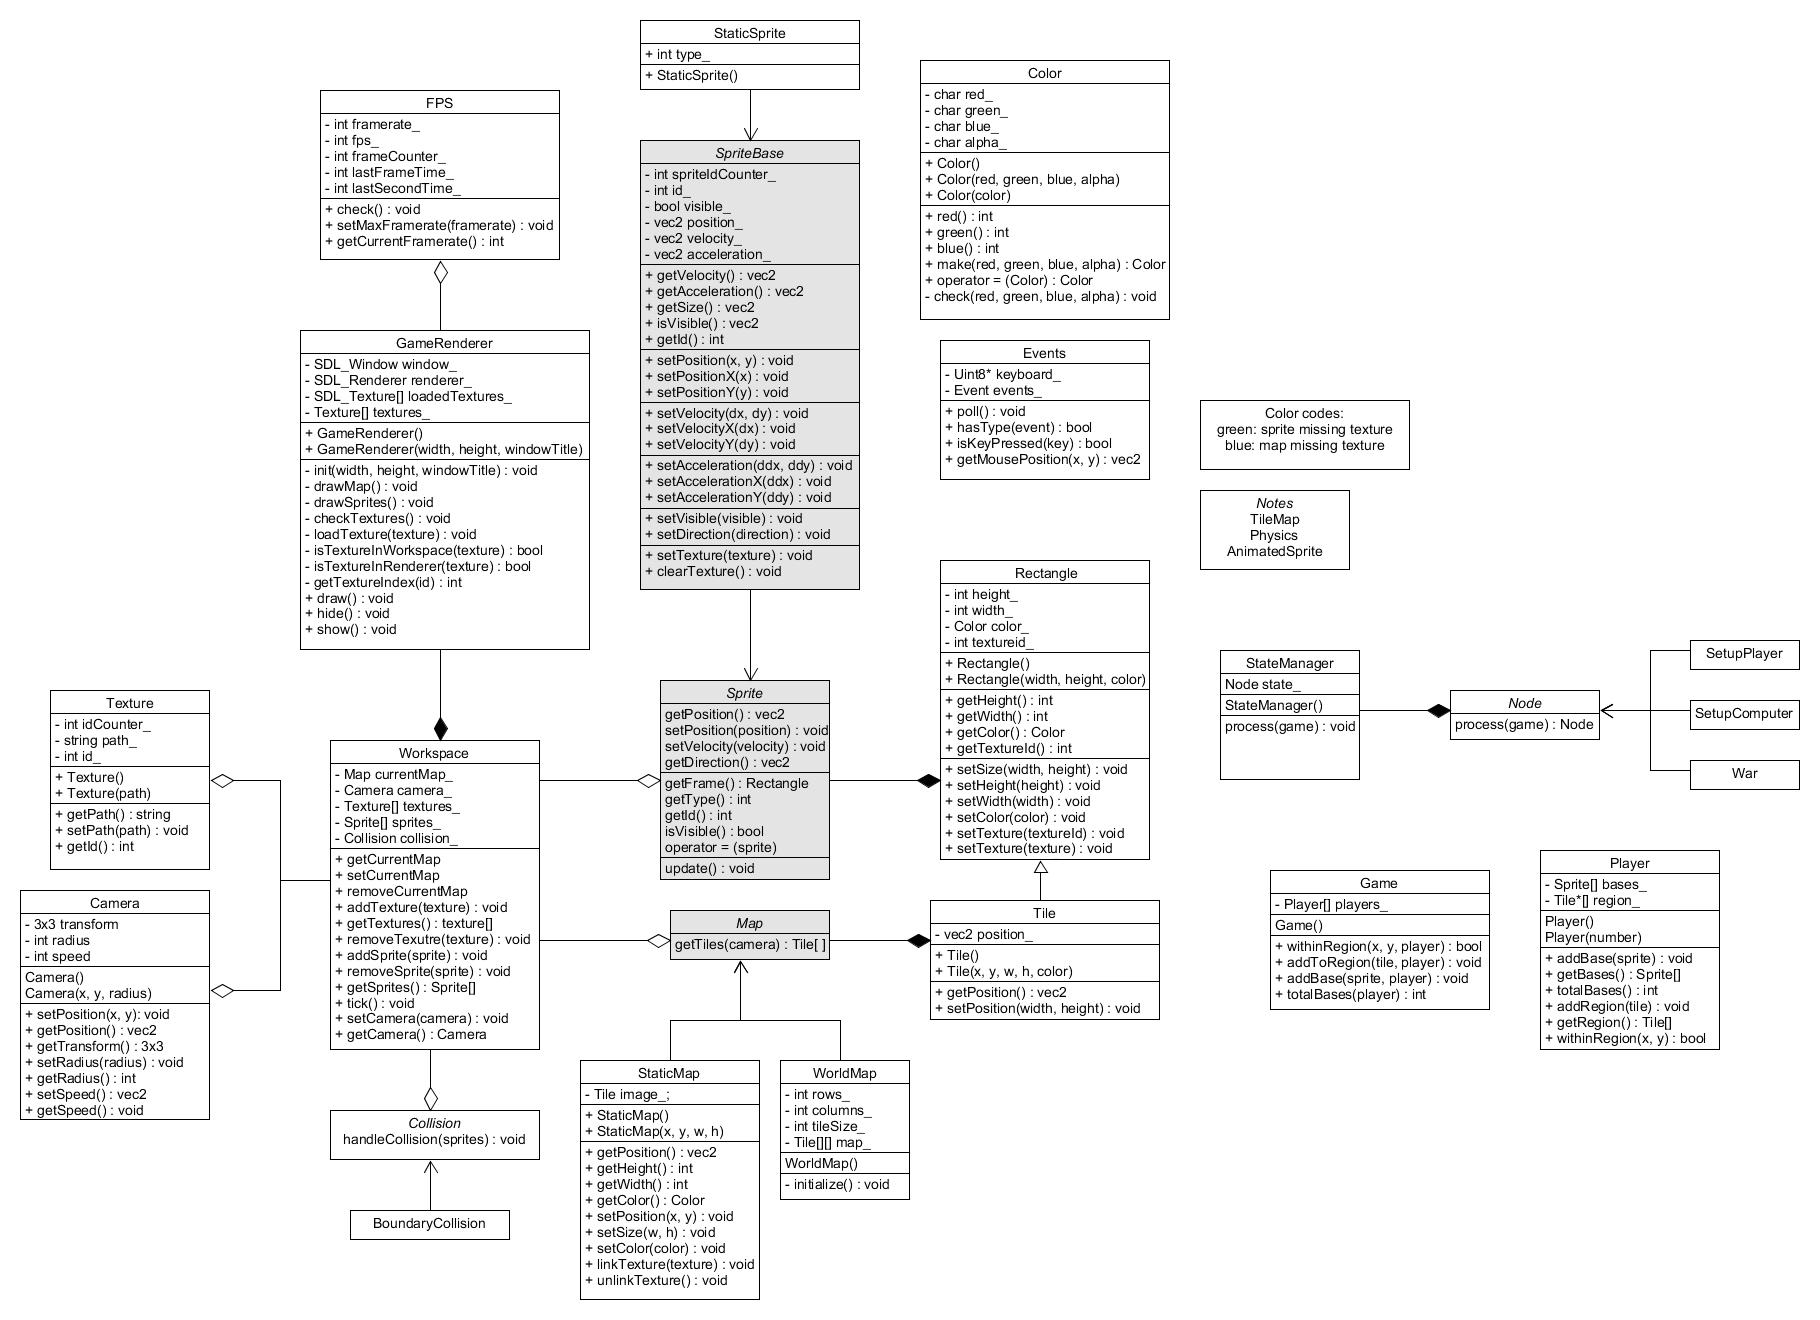 StaticSprite
+ int type_
+ StaticSprite()
FPS
- int framerate_
- int fps_
- int frameCounter_
- int lastFrameTime_
- int lastSecondTime_
+ check() : void
+ setMaxFramerate(framerate) : void
+ getCurrentFramerate() : int
SpriteBase
- int spriteIdCounter_
- int id_
- bool visible_
- vec2 position_
- vec2 velocity_
- vec2 acceleration_
+ getVelocity() : vec2
+ getAcceleration() : vec2
+ getSize() : vec2
+ isVisible() : vec2
+ getId() : int
+ setPosition(x, y) : void
+ setPositionX(x) : void
+ setPositionY(y) : void
+ setVelocity(dx, dy) : void
+ setVelocityX(dx) : void
+ setVelocityY(dy) : void
+ setAcceleration(ddx, ddy) : void
+ setAccelerationX(ddx) : void
+ setAccelerationY(ddy) : void
+ setVisible(visible) : void
+ setDirection(direction) : void
+ setTexture(texture) : void
+ clearTexture() : void
Color
- char red_
- char green_
- char blue_
- char alpha_
+ Color()
+ Color(red, green, blue, alpha)
+ Color(color)
+ red() : int
+ green() : int
+ blue() : int
+ make(red, green, blue, alpha) : Color
+ operator = (Color) : Color
- check(red, green, blue, alpha) : void
Events
- Uint8* keyboard_
- Event events_
+ poll() : void
+ hasType(event) : bool
+ isKeyPressed(key) : bool
+ getMousePosition(x, y) : vec2
Color codes:
green: sprite missing texture
blue: map missing texture
Notes
TileMap
Physics
AnimatedSprite
GameRenderer
- SDL_Window window_
- SDL_Renderer renderer_
- SDL_Texture[] loadedTextures_
- Texture[] textures_
+ GameRenderer()
+ GameRenderer(width, height, windowTitle)
- init(width, height, windowTitle) : void
- drawMap() : void
- drawSprites() : void
- checkTextures() : void
- loadTexture(texture) : void
- isTextureInWorkspace(texture) : bool
- isTextureInRenderer(texture) : bool
- getTextureIndex(id) : int
+ draw() : void
+ hide() : void
+ show() : void
Rectangle
- int height_
- int width_
- Color color_
- int textureid_
+ Rectangle()
+ Rectangle(width, height, color)
+ getHeight() : int
+ getWidth() : int
+ getColor() : Color
+ getTextureId() : int
+ setSize(width, height) : void
+ setHeight(height) : void
+ setWidth(width) : void
+ setColor(color) : void
+ setTexture(textureId) : void
+ setTexture(texture) : void
StateManager
Node state_
StateManager()
process(game) : void
Node
process(game) : Node
SetupPlayer
SetupComputer
War
Texture
- int idCounter_
- string path_
- int id_
+ Texture()
+ Texture(path)
+ getPath() : string
+ setPath(path) : void
+ getId() : int
Workspace
- Map currentMap_
- Camera camera_
- Texture[] textures_
- Sprite[] sprites_
- Collision collision_
+ getCurrentMap
+ setCurrentMap
+ removeCurrentMap
+ addTexture(texture) : void
+ getTextures() : texture[]
+ removeTexutre(texture) : void
+ addSprite(sprite) : void
+ removeSprite(sprite) : void
+ getSprites() : Sprite[]
+ tick() : void
+ setCamera(camera) : void
+ getCamera() : Camera
Sprite
getPosition() : vec2
setPosition(position) : void
setVelocity(velocity) : void
getDirection() : vec2
getFrame() : Rectangle
getType() : int
getId() : int
isVisible() : bool
operator = (sprite)
update() : void
Camera
- 3x3 transform
- int radius
- int speed
Camera()
Camera(x, y, radius)
+ setPosition(x, y): void
+ getPosition() : vec2
+ getTransform() : 3x3
+ setRadius(radius) : void
+ getRadius() : int
+ setSpeed() : vec2
+ getSpeed() : void
Map
getTiles(camera) : Tile[ ]
Tile
- vec2 position_
+ Tile()
+ Tile(x, y, w, h, color)
+ getPosition() : vec2
+ setPosition(width, height) : void
Game
- Player[] players_
Game()
+ withinRegion(x, y, player) : bool
+ addToRegion(tile, player) : void
+ addBase(sprite, player) : void
+ totalBases(player) : int
Player
- Sprite[] bases_
- Tile*[] region_
Player()
Player(number)
+ addBase(sprite) : void
+ getBases() : Sprite[]
+ totalBases() : int
+ addRegion(tile) : void
+ getRegion() : Tile[]
+ withinRegion(x, y) : bool
Collision
handleCollision(sprites) : void
BoundaryCollision
StaticMap
- Tile image_;
+ StaticMap()
+ StaticMap(x, y, w, h)
+ getPosition() : vec2
+ getHeight() : int
+ getWidth() : int
+ getColor() : Color
+ setPosition(x, y) : void
+ setSize(w, h) : void
+ setColor(color) : void
+ linkTexture(texture) : void
+ unlinkTexture() : void
WorldMap
- int rows_
- int columns_
- int tileSize_
- Tile[][] map_
WorldMap()
- initialize() : void